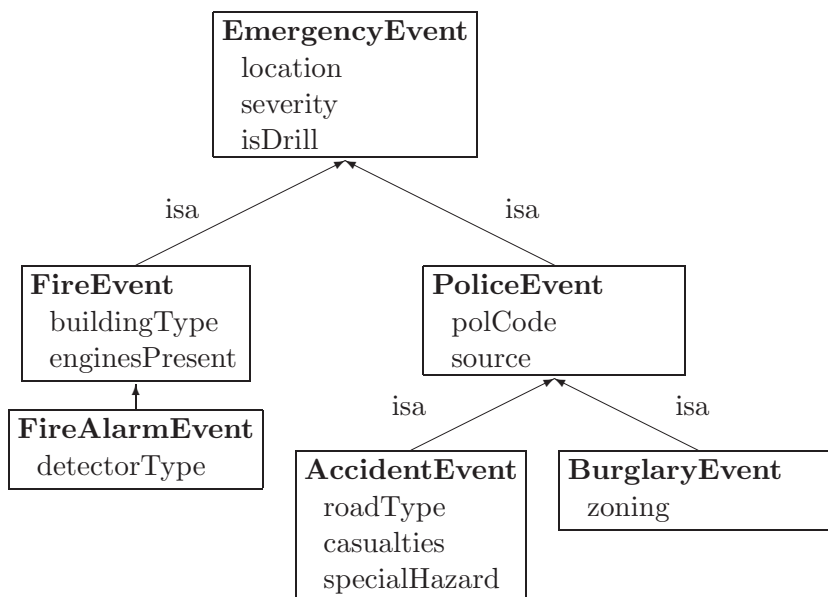 EmergencyEvent
location
severity
isDrill
isa
isa
FireEvent
buildingType
enginesPresent
PoliceEvent
polCode
source
isa
isa
FireAlarmEvent
detectorType
AccidentEvent
roadType
casualties
specialHazard
BurglaryEvent
zoning